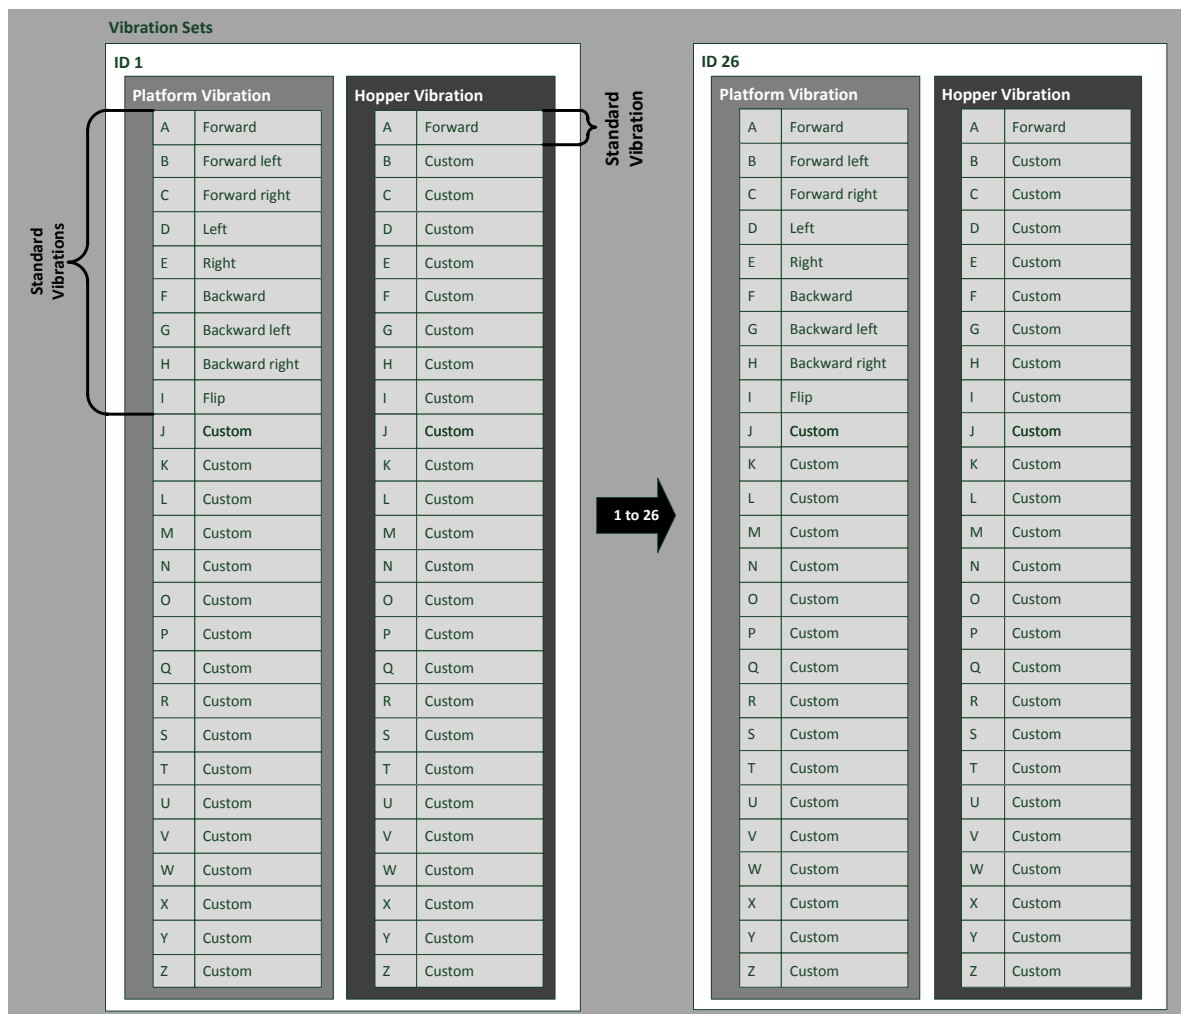 Vibration Sets
ID 1
Platform Vibration
A Forward
B Forward left
C Forward right
D Left
E Right
F Backward
G Backward left
H Backward right
I Flip
J Custom
K Custom
L Custom
M Custom
N Custom
O Custom
P Custom
Q Custom
R Custom
S Custom
T Custom
U Custom
V Custom
W Custom
X Custom
Y Custom
Z Custom
Standard
Vibrations
Hopper Vibration
A Forward
B Custom
C Custom
D Custom
E Custom
F Custom
G Custom
H Custom
I Custom
J Custom
K Custom
L Custom
M Custom
N Custom
O Custom
P Custom
Q Custom
R Custom
S Custom
T Custom
U Custom
V Custom
W Custom
X Custom
Y Custom
Z Custom
Standard
Vibration
1 to 26
ID 26
Platform Vibration
A Forward
B Forward left
C Forward right
D Left
E Right
F Backward
G Backward left
H Backward right
I Flip
J Custom
K Custom
L Custom
M Custom
N Custom
O Custom
P Custom
Q Custom
R Custom
S Custom
T Custom
U Custom
V Custom
W Custom
X Custom
Y Custom
Z Custom
Hopper Vibration
A Forward
B Custom
C Custom
D Custom
E Custom
F Custom
G Custom
H Custom
I Custom
J Custom
K Custom
L Custom
M Custom
N Custom
O Custom
P Custom
Q Custom
R Custom
S Custom
T Custom
U Custom
V Custom
W Custom
X Custom
Y Custom
Z Custom